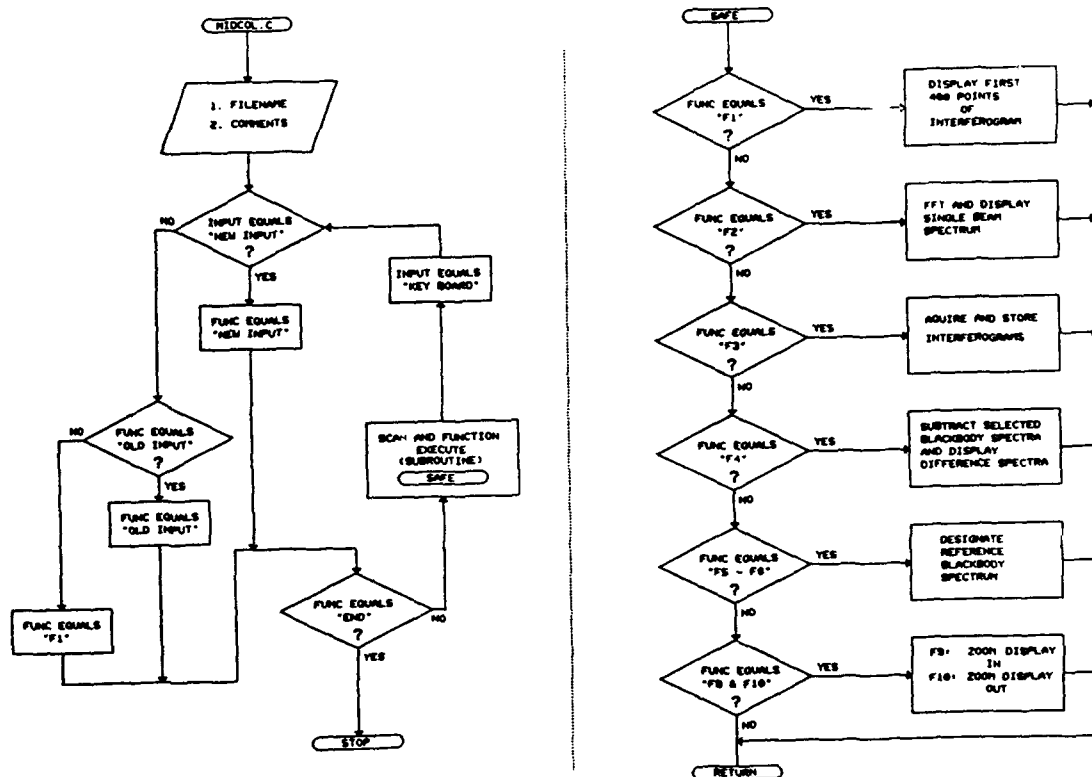 MIDCOL.C
1. FILENAME
2. COMMENTS
INPUT EQUALS
"NEW INPUT"
?
NO
YES
FUNC EQUALS
"NEW INPUT"
INPUT EQUALS
"KEY BOARD"
FUNC EQUALS
"OLD INPUT"
?
NO
YES
FUNC EQUALS
"OLD INPUT"
SCAN AND FUNCTION
EXECUTE
(SUBROUTINE)
SAFE
FUNC EQUALS
"F1"
FUNC EQUALS
"END"
?
NO
YES
STOP
SAFE
FUNC EQUALS
"F1"
?
YES
NO
DISPLAY FIRST
400 POINTS
OF
INTERFEROGRAM
FUNC EQUALS
"F2"
?
YES
NO
FFT AND DISPLAY
SINGLE BEAM
SPECTRUM
FUNC EQUALS
"F3"
?
YES
NO
AQUIRE AND STORE
INTERFEROGRAMS
FUNC EQUALS
"F4"
?
YES
NO
SUBTRACT SELECTED
BLACKBODY SPECTRA
AND DISPLAY
DIFFERENCE SPECTRA
FUNC EQUALS
?
YES
NO
DESIGNATE
REFERENCE
BLACKBODY
SPECTRUM
FUNC EQUALS
"F9 & F10"
?
YES
NO
F9: ZOOM DISPLAY
IN
F10: ZOOM DISPLAY
OUT
RETURN